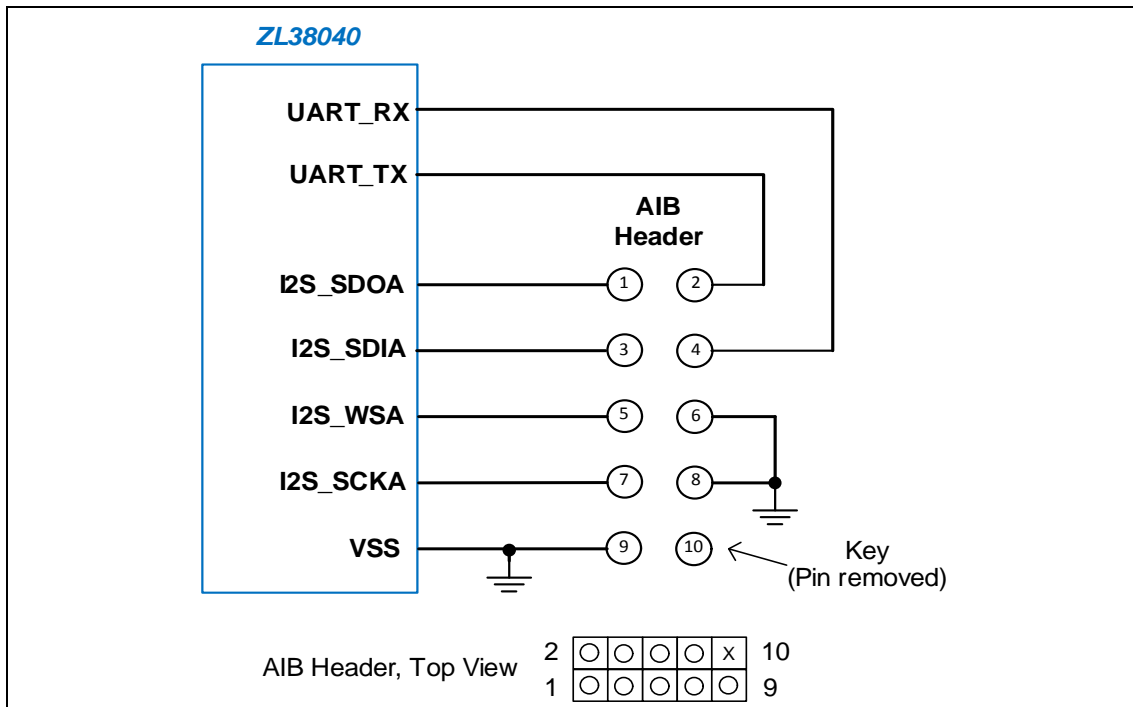 ZL38040
UART_RX
UART_TX
AIB
Header
I2S_SDOA 1 2
I2S_SDIA 3 4
I2S_WSA 5 6
I2S_SCKA 7 8
VSS 9 10
Key
(Pin removed)
AIB Header, Top View
2 X 10
1 9